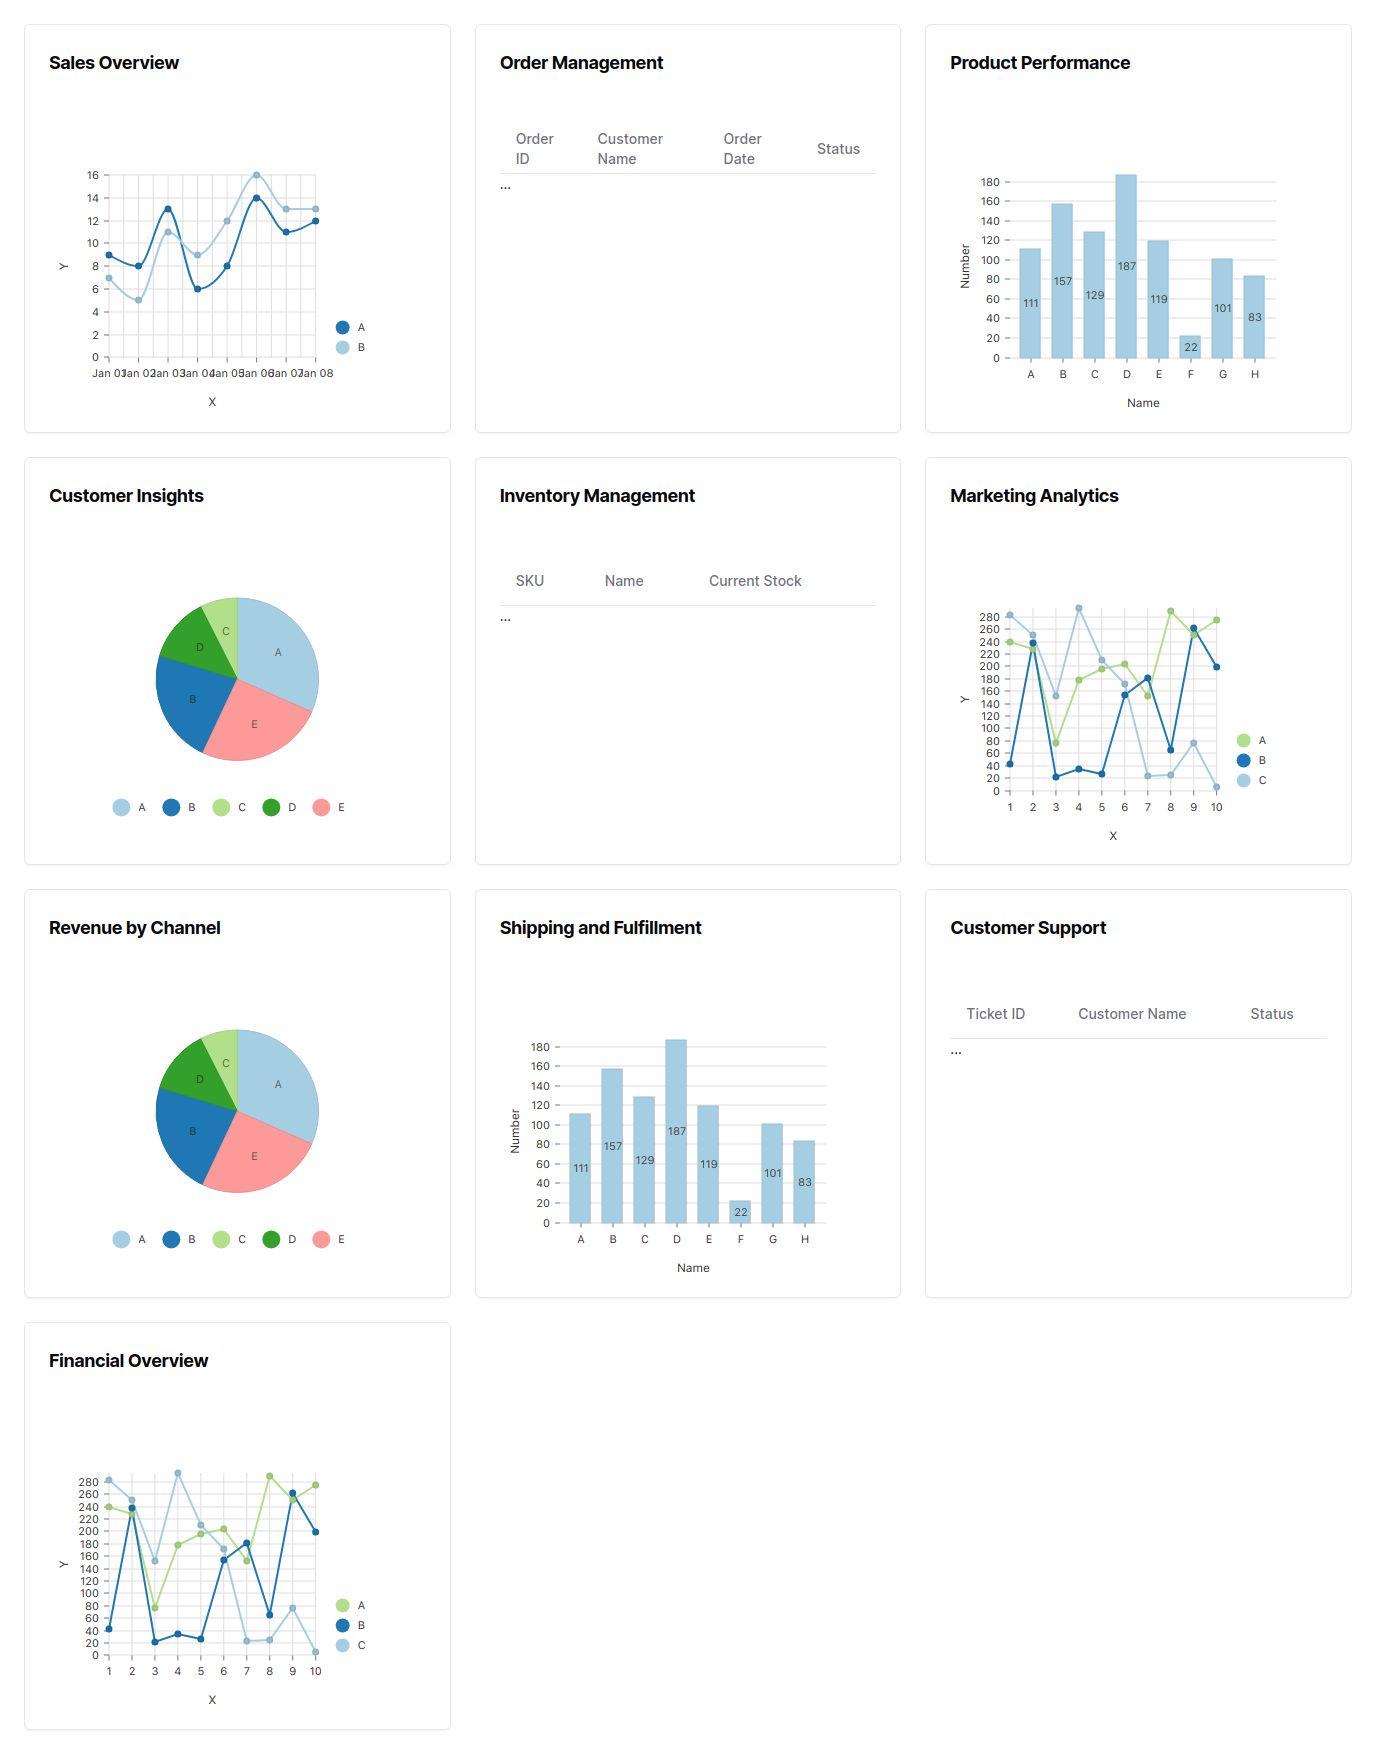 Sales Overview
16
14
12
10
8
6
4
2
0
Y
Jan 01 Jan 02 Jan 03 Jan 04 Jan 05 Jan 06 Jan 07 Jan 08
X
A
B
Order Management
Order ID Customer Name Order Date Status
...
Product Performance
180
160
140
120
100
80
60
40
20
0
Number
111 157 129 187 119 22 101 83
A B C D E F G H
Name
Customer Insights
A
B
C
D
E
A B C D E
Inventory Management
SKU Name Current Stock
...
Marketing Analytics
280
260
240
220
200
180
160
140
120
100
80
60
40
20
0
Y
1 2 3 4 5 6 7 8 9 10
X
A
B
C
Revenue by Channel
A
B
C
D
E
A B C D E
Shipping and Fulfillment
180
160
140
120
100
80
60
40
20
0
Number
111 157 129 187 119 22 101 83
A B C D E F G H
Name
Customer Support
Ticket ID Customer Name Status
...
Financial Overview
280
260
240
220
200
180
160
140
120
100
80
60
40
20
0
Y
1 2 3 4 5 6 7 8 9 10
X
A
B
C